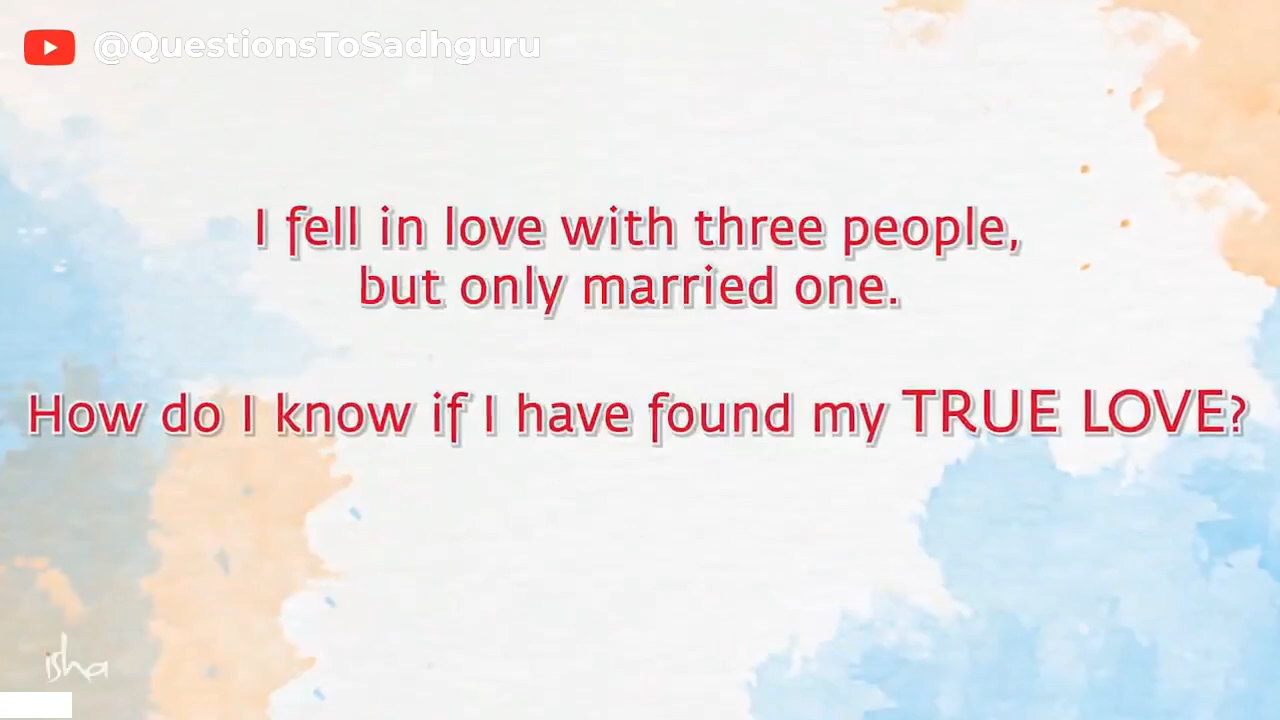 @QuestionsToSadhguru
I fell in love with three people,
but only married one.
How do I know if I have found my TRUE LOVE?
isha